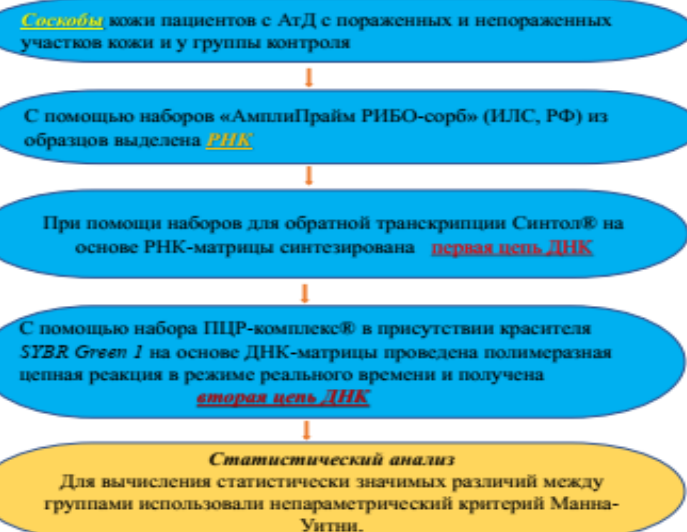 Соскобы кожи пациентов с АтД с пораженных и непораженных
участков кожи и у группы контроля
С помощью наборов «АмплиПрайм РИБО-сорб» (ИЛС, РФ) из
образцов выделена РНК
При помощи наборов для обратной транскрипции Синтол® на
основе РНК-матрицы синтезирована первая цепь ДНК
С помощью набора ПЦР-комплекс® в присутствии красителя
SYBR Green 1 на основе ДНК-матрицы проведена полимеразная
цепная реакция в режиме реального времени и получена
вторая цепь ДНК
Статистический анализ
Для вычисления статистически значимых различий между
группами использовали непараметрический критерий Манна-
Уитни.